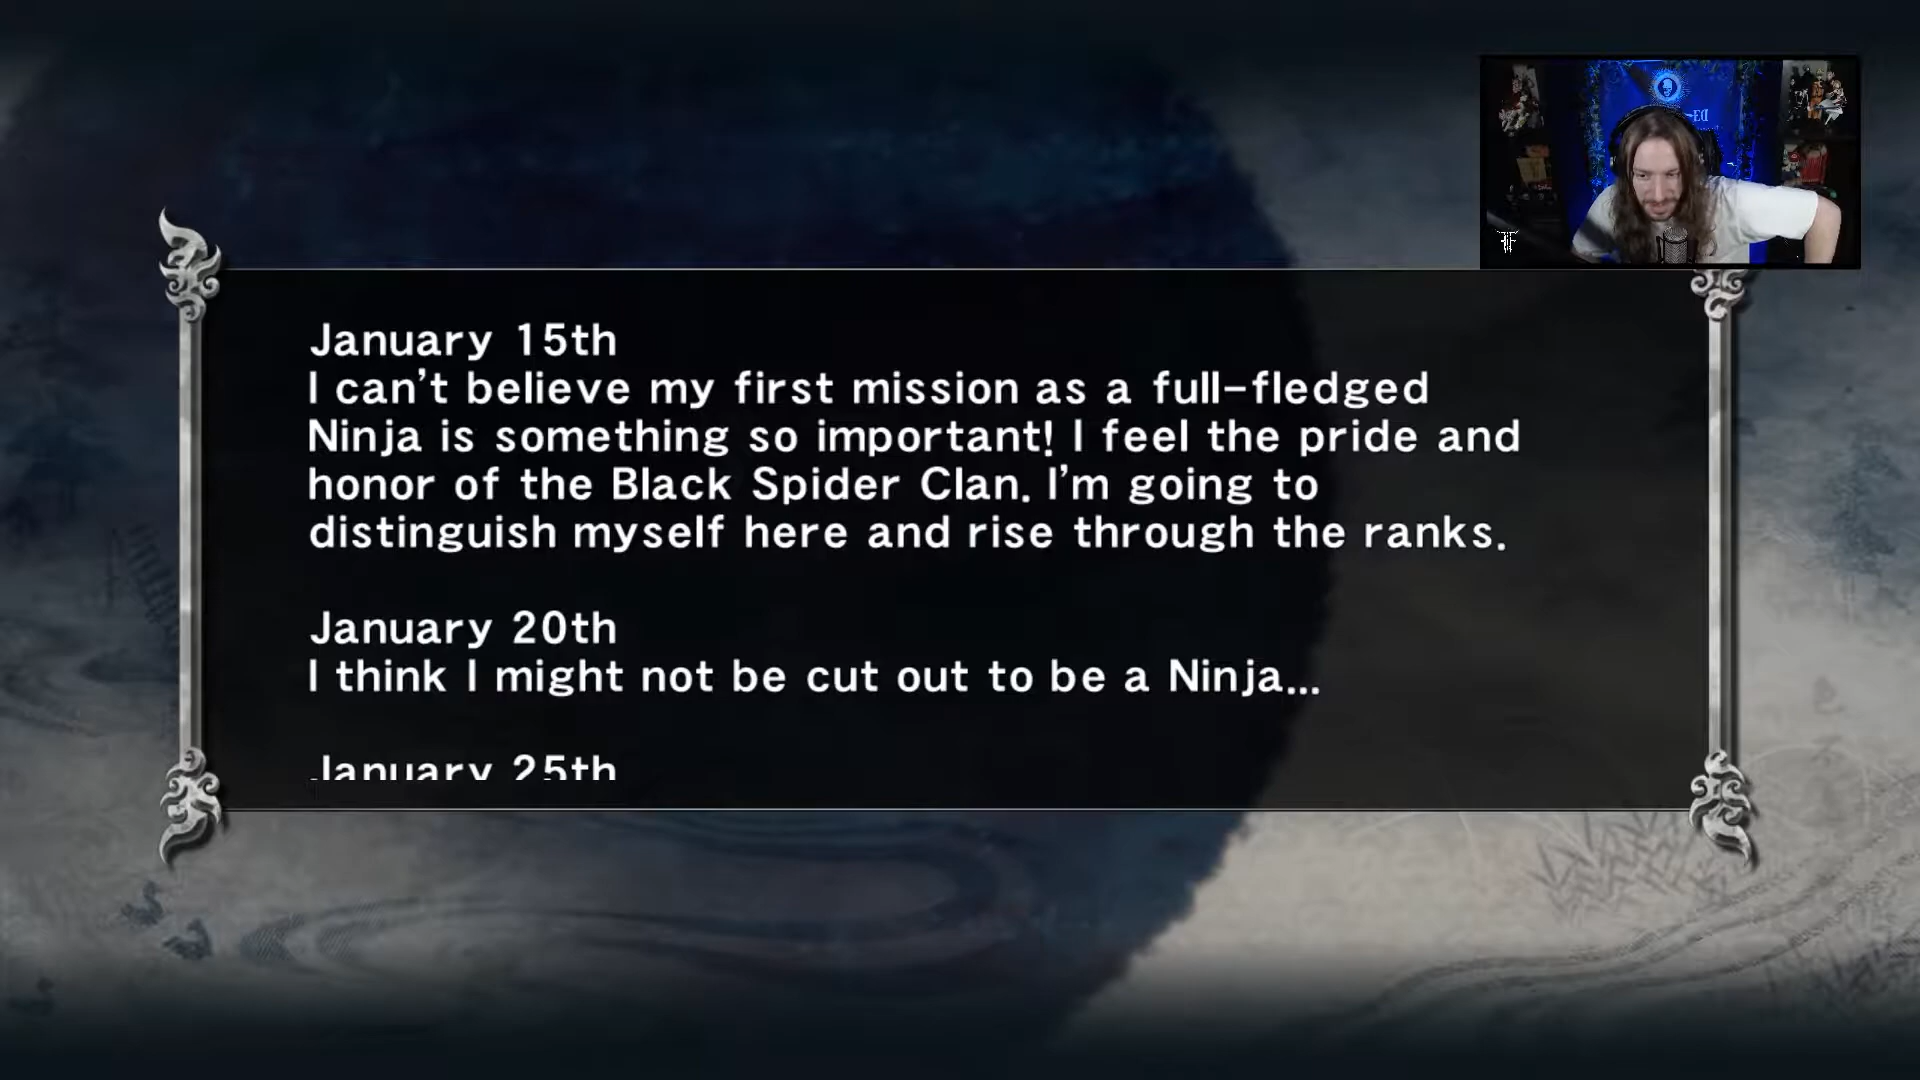 January 15th
I can't believe my first mission as a full-fledged
Ninja is something so important! I feel the pride and
honor of the Black Spider Clan. I'm going to
distinguish myself here and rise through the ranks.
January 20th
I think I might not be cut out to be a Ninja...
January 25th